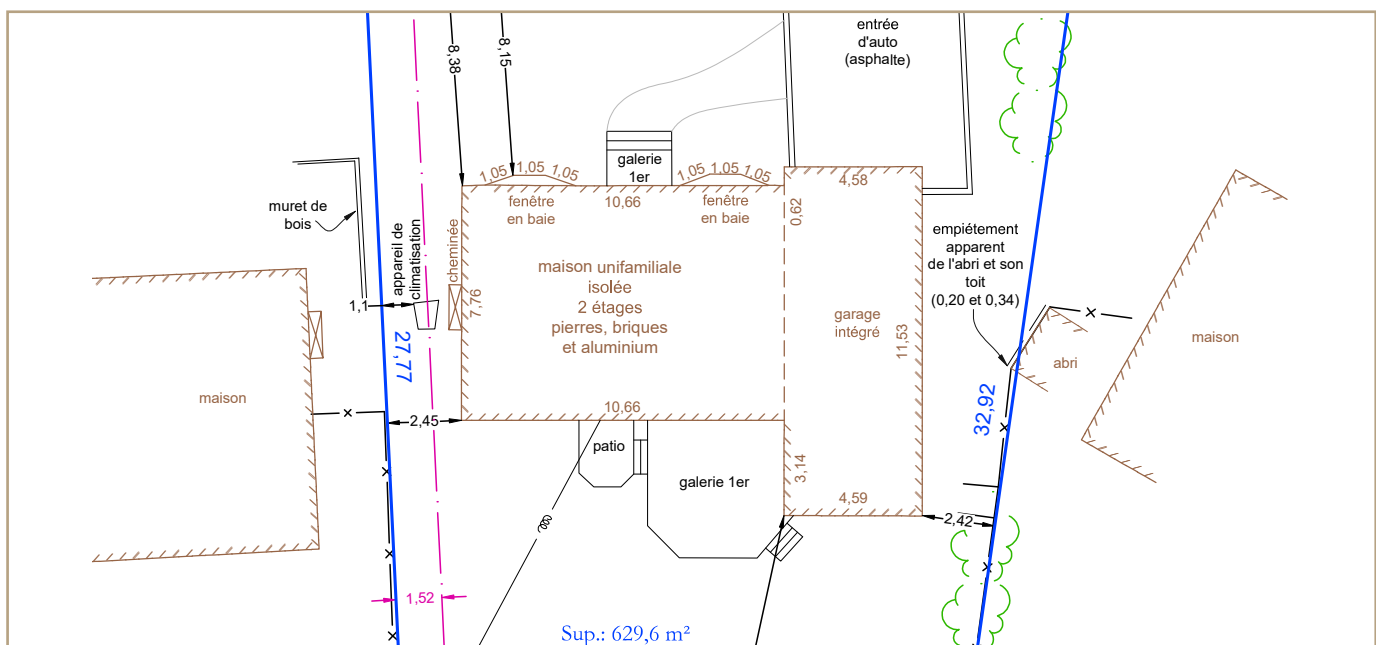 entrée
d'auto
(asphalte)
8,38
8,15
1,05
1,05
1,05
galerie
1er
1,05
1,05
1,05
4,58
fenêtre
en baie
10,66
fenêtre
en baie
0,62
muret de
bois
appareil de
climatisation
cheminée
7,76
maison unifamiliale
isolée
2 étages
pierres, briques
et aluminium
garage
intégré
11,53
empiétement
apparent
de l'abri et son
toit
(0,20 et 0,34)
1,1
27,77
maison
abri
maison
32,92
2,45
10,66
patio
galerie 1er
3,14
4,59
2,42
1,52
Sup.: 629,6 m²